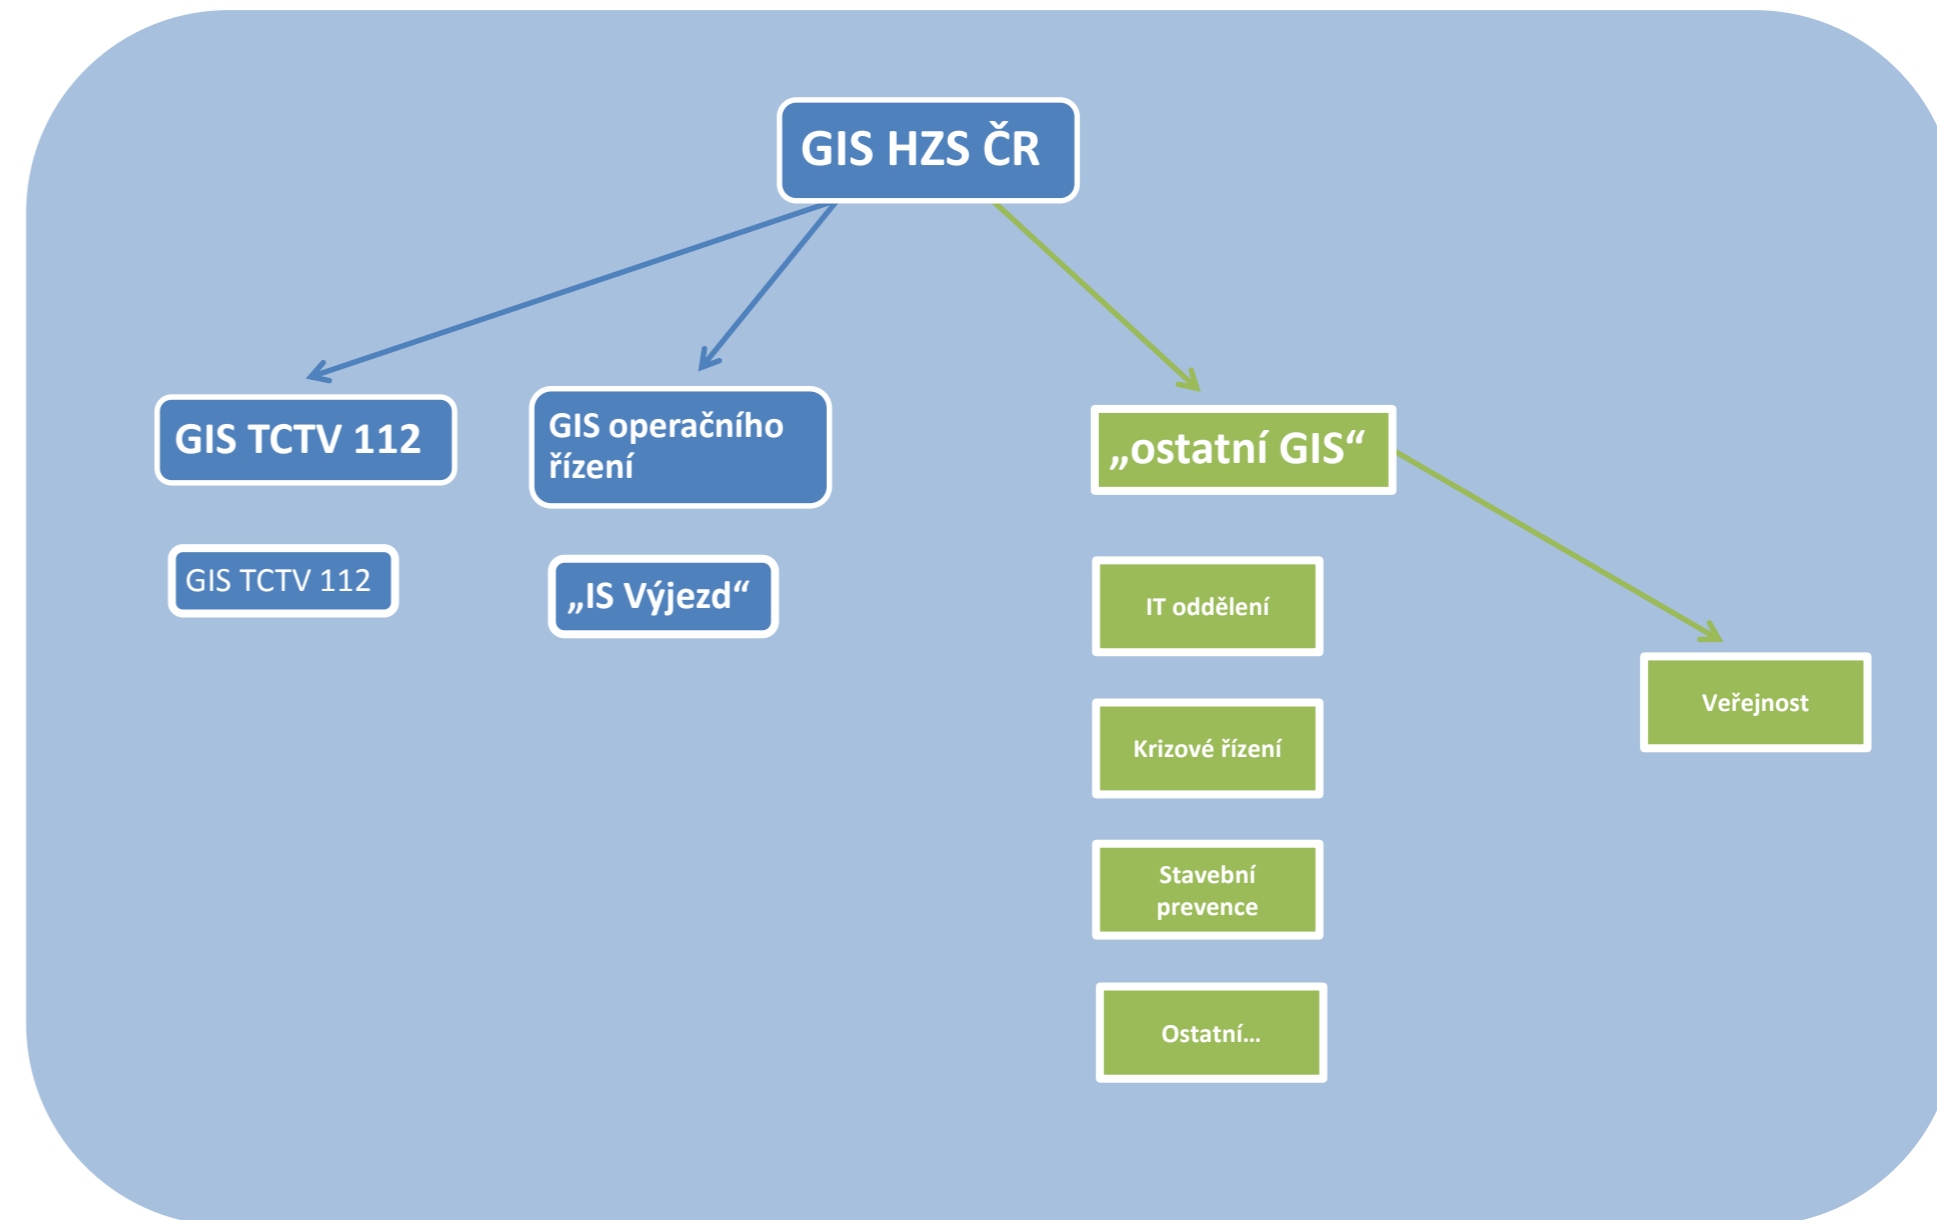 GIS HZS ČR
GIS TCTV 112
GIS operačního
řízení
„ostatní GIS“
GIS TCTV 112
„IS Výjezd“
IT oddělení
Krizové řízení
Stavební
prevence
Ostatní…
Veřejnost